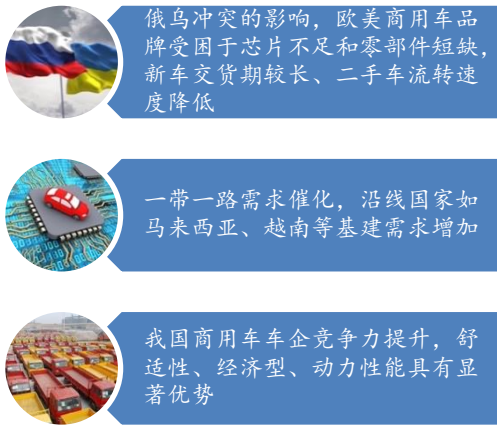 俄乌冲突的影响，欧美商用车品
牌受困于芯片不足和零部件短缺，
新车交货期较长、二手车流转速
度降低
一带一路需求催化，沿线国家如
马来西亚、越南等基建需求增加
我国商用车车企竞争力提升，舒
适性、经济型、动力性能具有显
著优势